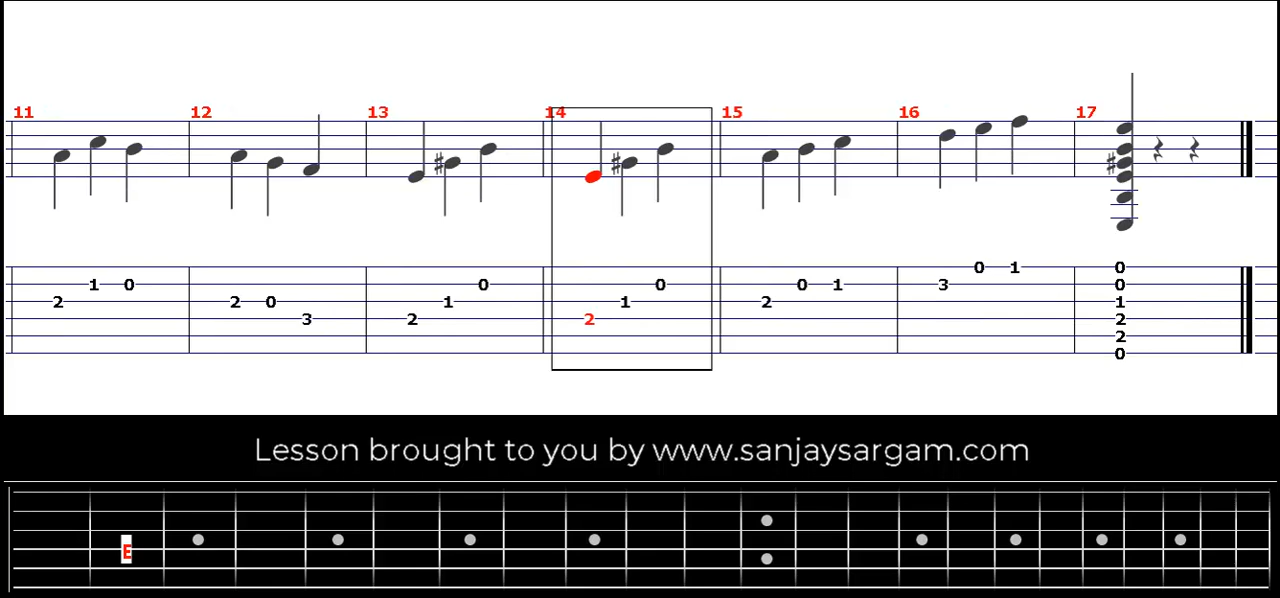 11 12 13 14 15 16 17
0 1 0
1 0 0 0 0 1 3 0
2 2 0 1 1 2 1
3 2 2 2
2
0
Lesson brought to you by www.sanjaysargam.com
E